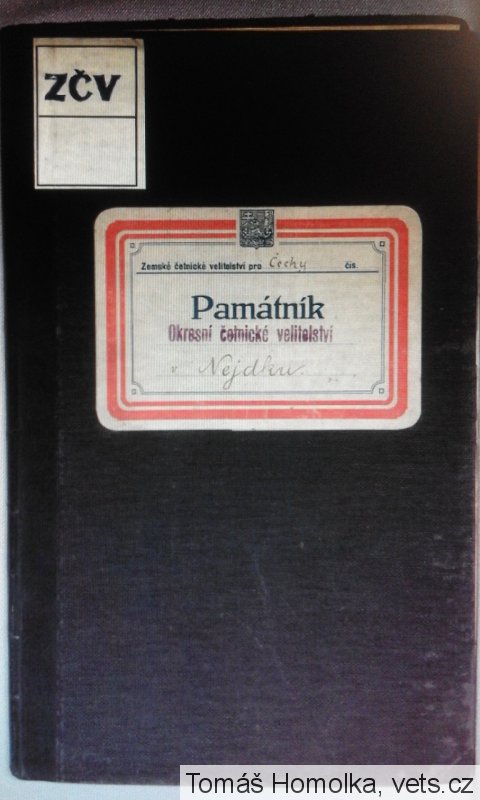 ZČV
Zemské četnické velitelství pro Čechy čís.
Památník
Okresní četnické velitelství
v Nejdku.
Tomáš Homolka, vets.cz